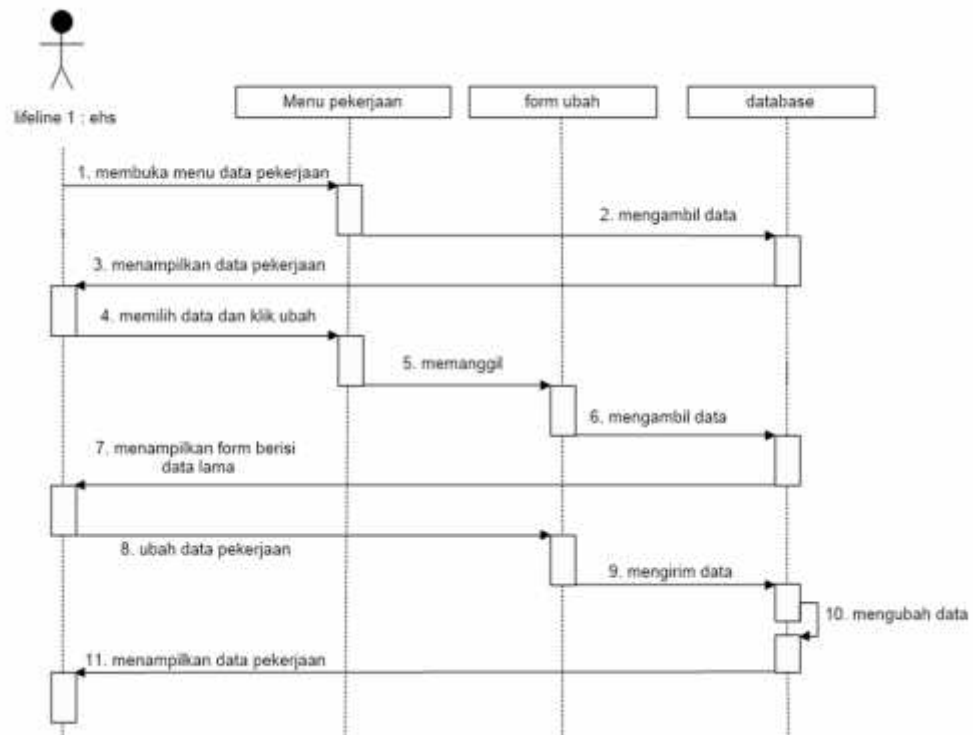 lifeline 1 : ehs
Menu pekerjaan
form ubah
database
1. membuka menu data pekerjaan
2. mengambil data
3. menampilkan data pekerjaan
4. memilih data dan klik ubah
5. memanggil
6. mengambil data
7. menampilkan form berisi
data lama
8. ubah data pekerjaan
9. mengirim data
10. mengubah data
11. menampilkan data pekerjaan